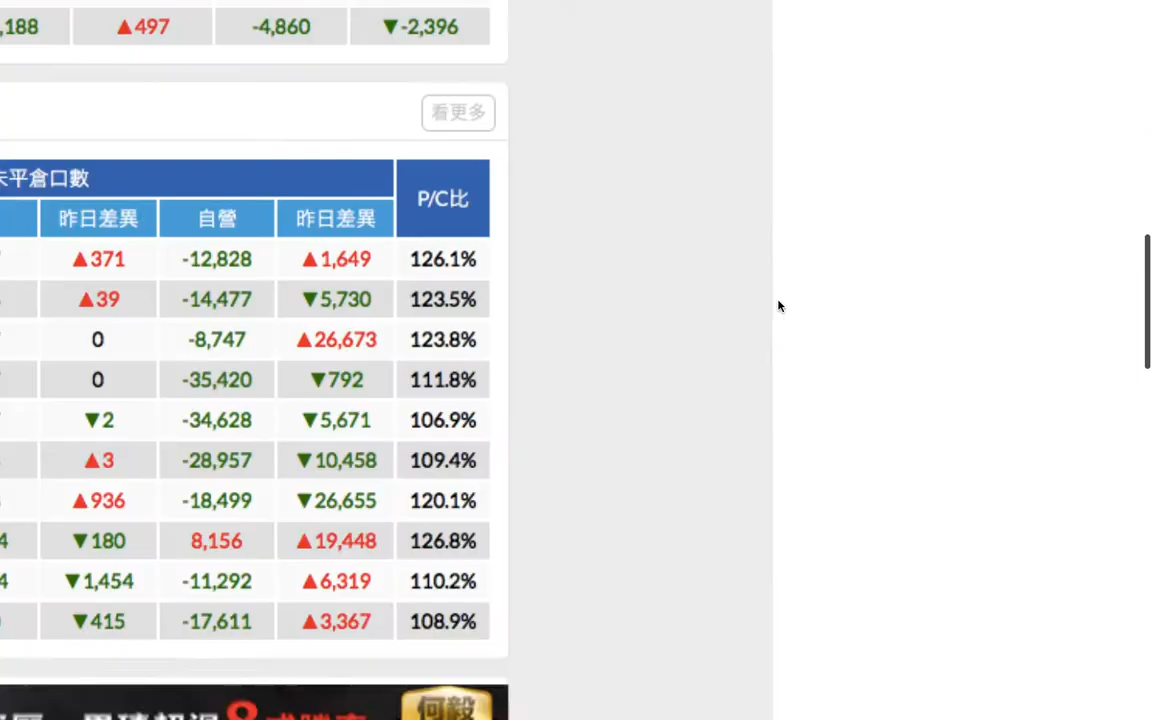 ,188 ▲497 -4,860 ▼-2,396
看更多
未平倉口數 P/C比
昨日差異 自營 昨日差異
▲371 -12,828 ▲1,649 126.1%
▲39 -14,477 ▼5,730 123.5%
0 -8,747 ▲26,673 123.8%
0 -35,420 ▼792 111.8%
▼2 -34,628 ▼5,671 106.9%
▲3 -28,957 ▼10,458 109.4%
▲936 -18,499 ▼26,655 120.1%
4 ▼180 8,156 ▲19,448 126.8%
4 ▼1,454 -11,292 ▲6,319 110.2%
▼415 -17,611 ▲3,367 108.9%
何毅